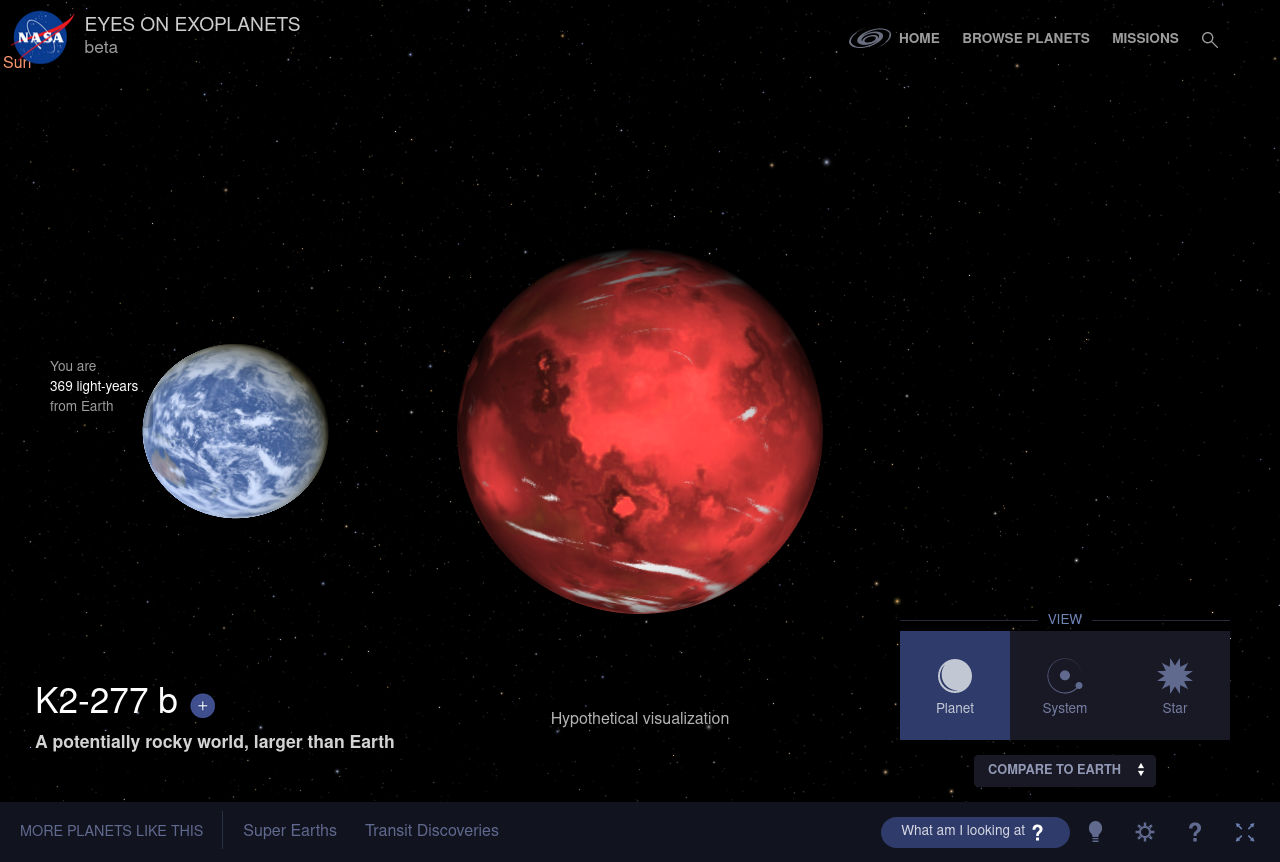 NASA
EYES ON EXOPLANETS
beta
HOME
BROWSE PLANETS
MISSIONS
Sun
You are
369 light-years
from Earth
VIEW
Planet
System
Star
K2-277 b +
A potentially rocky world, larger than Earth
Hypothetical visualization
COMPARE TO EARTH
MORE PLANETS LIKE THIS
Super Earths
Transit Discoveries
What am I looking at ?
?